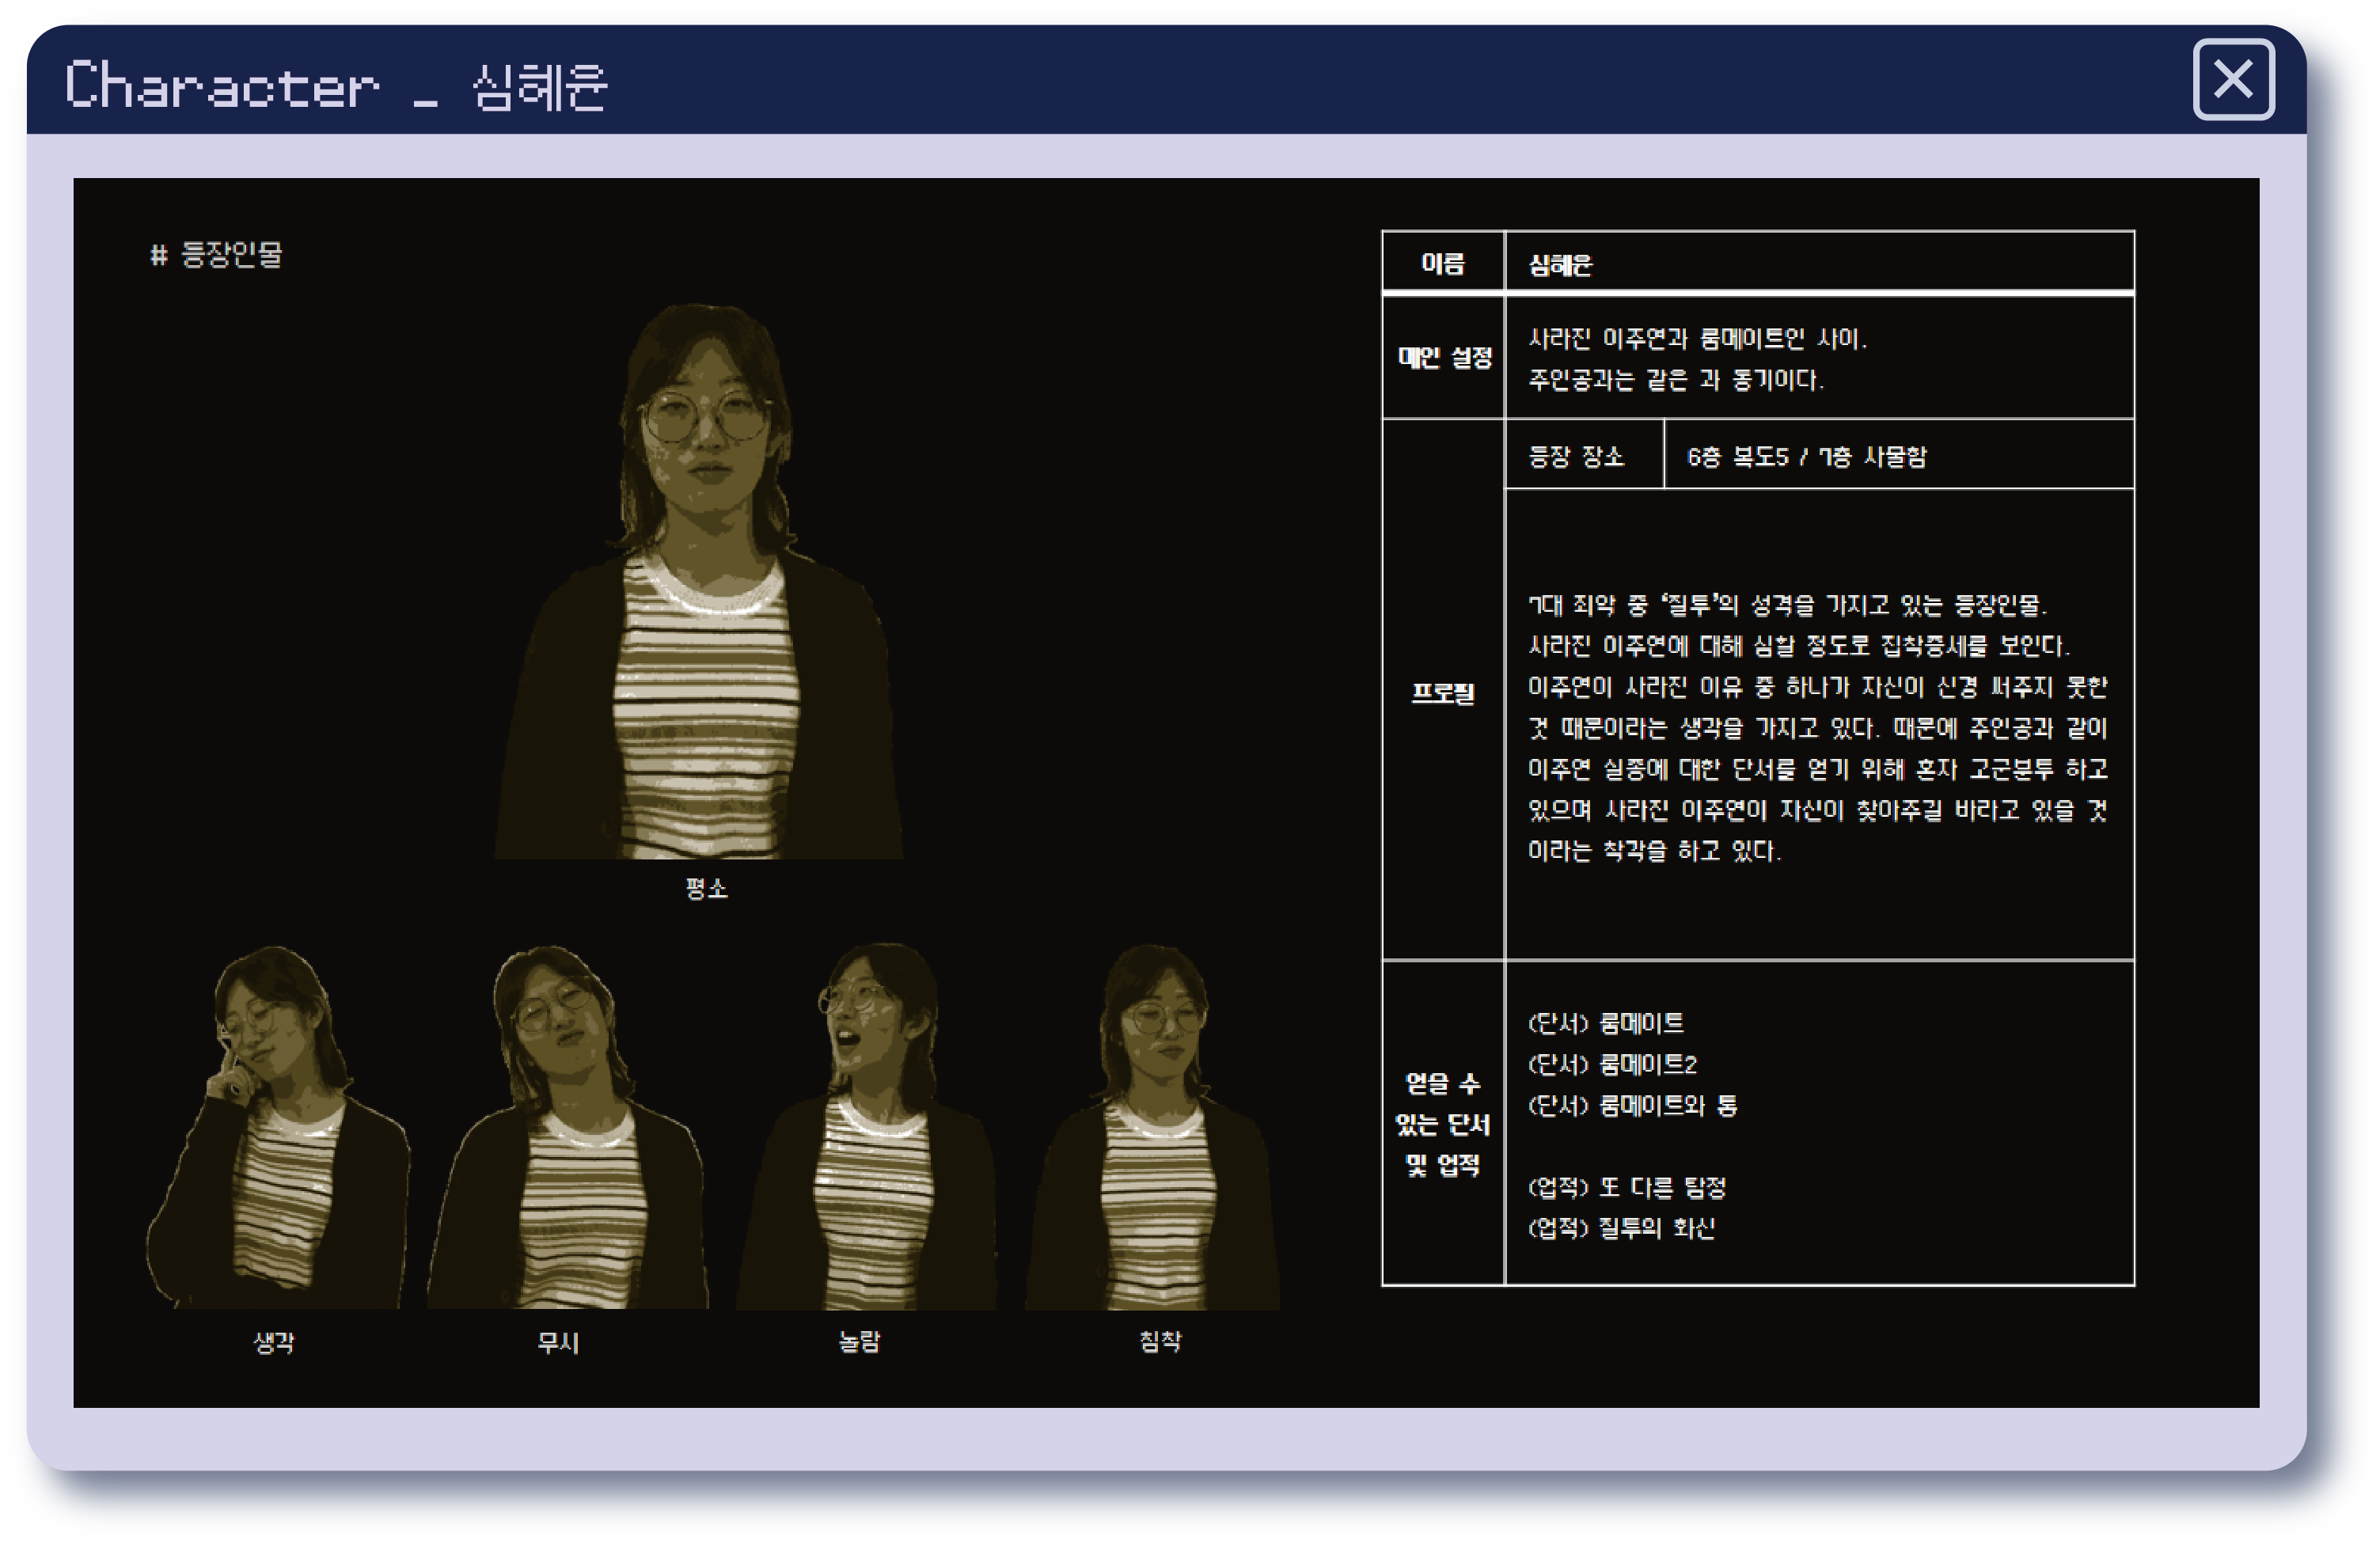 Character _ 심혜윤
# 등장인물
평소
생각
무시
놀람
침착
이름
심혜윤
메인 설정
사라진 이주연과 룸메이트인 사이.
주인공과는 같은 과 동기이다.
프로필
등장 장소
6층 복도5 / 7층 사물함
7대 죄악 중 ‘질투’의 성격을 가지고 있는 등장인물.
사라진 이주연에 대해 심할 정도로 집착증세를 보인다.
이주연이 사라진 이유 중 하나가 자신이 신경 써주지 못한
것 때문이라는 생각을 가지고 있다. 때문에 주인공과 같이
이주연 실종에 대한 단서를 얻기 위해 혼자 고군분투 하고
있으며 사라진 이주연이 자신이 찾아주길 바라고 있을 것
이라는 착각을 하고 있다.
얻을 수
있는 단서
및 업적
(단서) 룸메이트
(단서) 룸메이트2
(단서) 룸메이트와 통
(업적) 또 다른 탐정
(업적) 질투의 화신